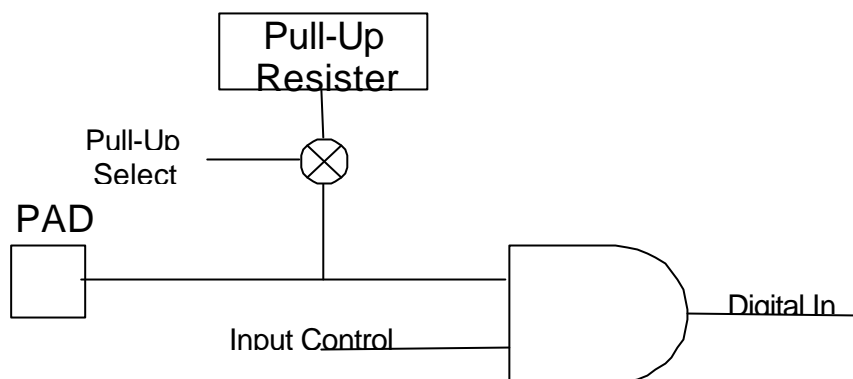 Pull-Up
Resister
Pull-Up
Select
PAD
Input Control
Digital In